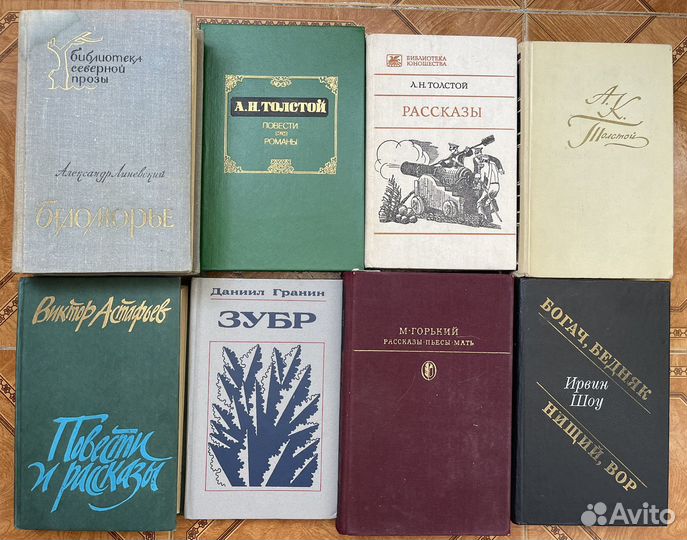 библиотека
северной
прозы
Александр Линевский
БЕЛОМОРЬЕ
А.Н.ТОЛСТОЙ
ПОВЕСТИ
РОМАНЫ
БИБЛИОТЕКА
ЮНОШЕСТВА
Л.Н.ТОЛСТОЙ
РАССКАЗЫ
А.К.
Толстой
Виктор Астафьев
Повести
и рассказы
Даниил Гранин
ЗУБР
М·ГОРЬКИЙ
РАССКАЗЫ·ПЬЕСЫ·МАТЬ
БОГАЧ, БЕДНЯК
Ирвин
Шоу
НИЩИЙ, ВОР
Avito